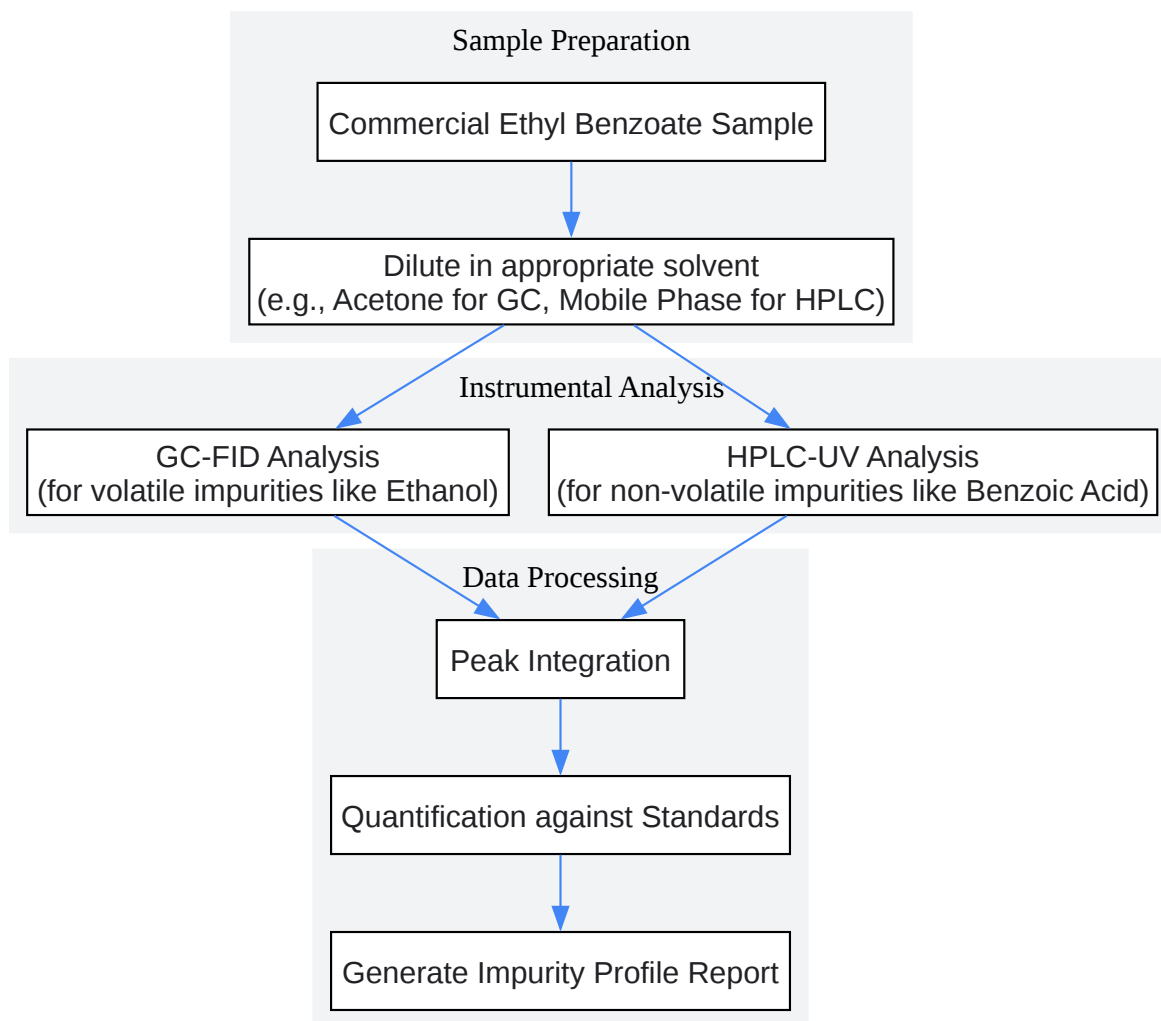 Sample Preparation
Commercial Ethyl Benzoate Sample
Dilute in appropriate solvent
(e.g., Acetone for GC, Mobile Phase for HPLC)
Instrumental Analysis
GC-FID Analysis
(for volatile impurities like Ethanol)
HPLC-UV Analysis
(for non-volatile impurities like Benzoic Acid)
Data Processing
Peak Integration
Quantification against Standards
Generate Impurity Profile Report